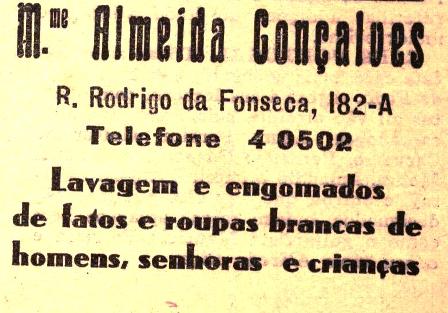 M.me Almeida Gonçalves
R. Rodrigo da Fonseca, 182-A
Telefone 4 0502
Lavagem e engomados
de fatos e roupas brancas de
homens, senhoras e crianças